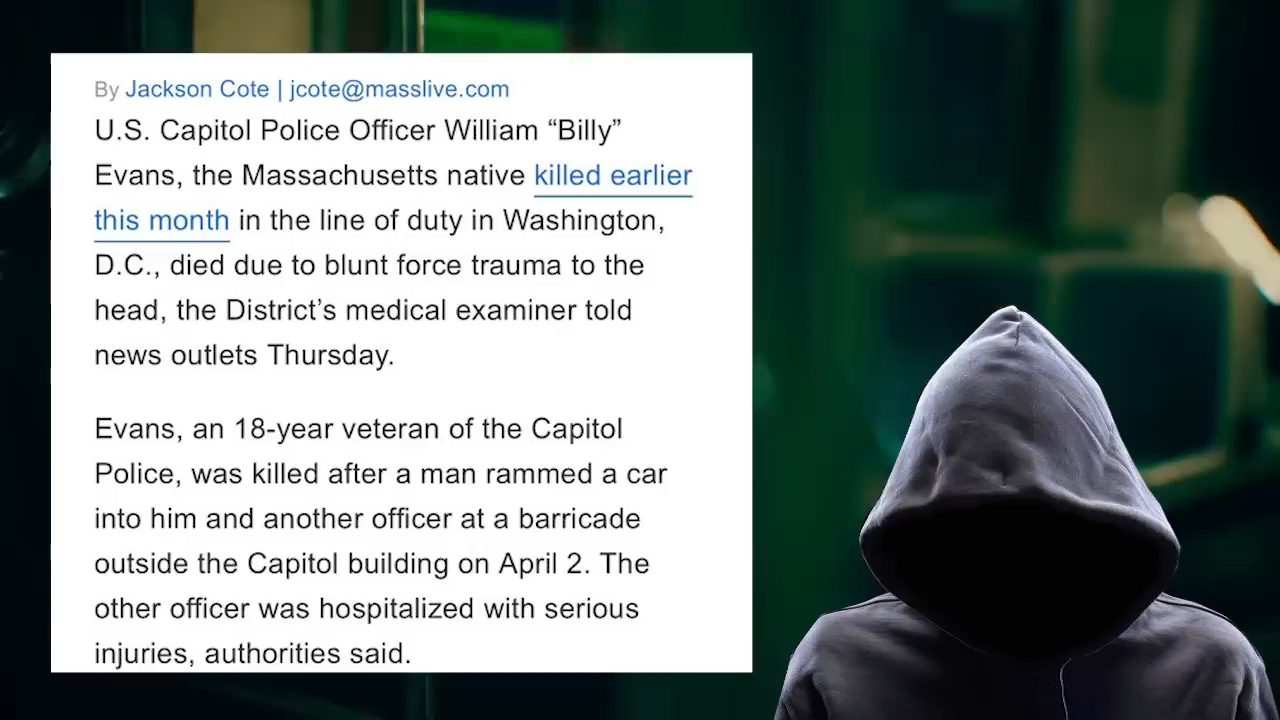 By Jackson Cote | jcote@masslive.com
U.S. Capitol Police Officer William “Billy”
Evans, the Massachusetts native killed earlier
this month in the line of duty in Washington,
D.C., died due to blunt force trauma to the
head, the District’s medical examiner told
news outlets Thursday.
Evans, an 18-year veteran of the Capitol
Police, was killed after a man rammed a car
into him and another officer at a barricade
outside the Capitol building on April 2. The
other officer was hospitalized with serious
injuries, authorities said.